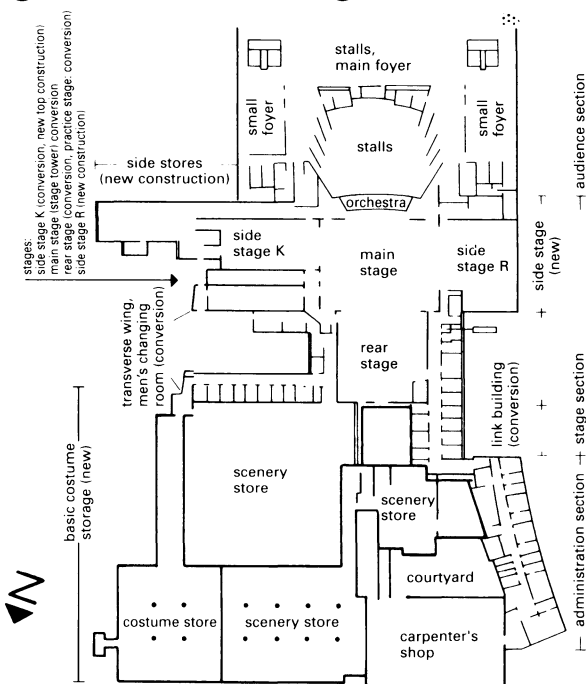 stages:
side stage K (conversion, new top construction)
main stage (stage tower) conversion
rear stage (conversion, practice stage: conversion)
side stage R (new construction)
stalls,
main foyer
small
foyer
small
foyer
stalls
side stores
(new construction)
orchestra
side
stage K
main
stage
side
stage R
side stage
(new)
audience section
transverse wing,
men's changing
room (conversion)
rear
stage
link building
(conversion)
stage section
basic costume
storage (new)
scenery
store
scenery
store
courtyard
administration section
N
costume store
scenery store
carpenter's
shop